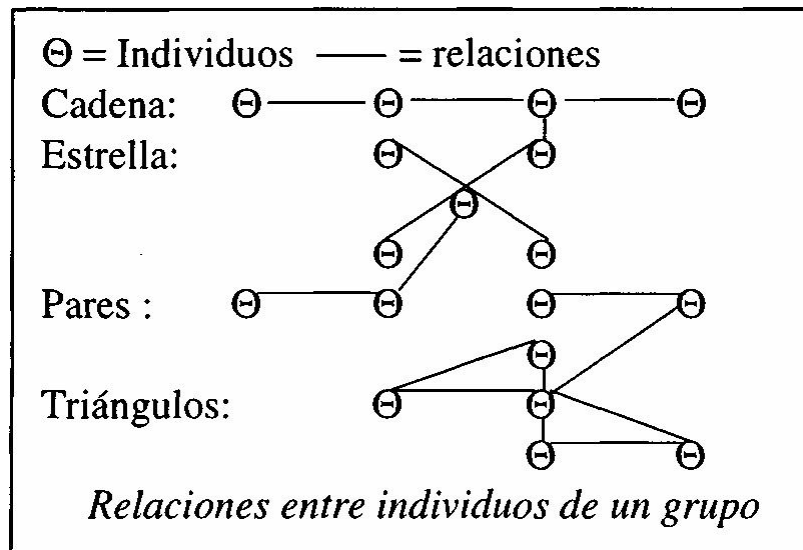 Θ = Individuos —— = relaciones
Cadena: Θ Θ Θ Θ
Estrella: Θ Θ
Θ
Θ Θ
Pares : Θ Θ Θ Θ
Θ
Triángulos: Θ Θ
Θ Θ
Relaciones entre individuos de un grupo